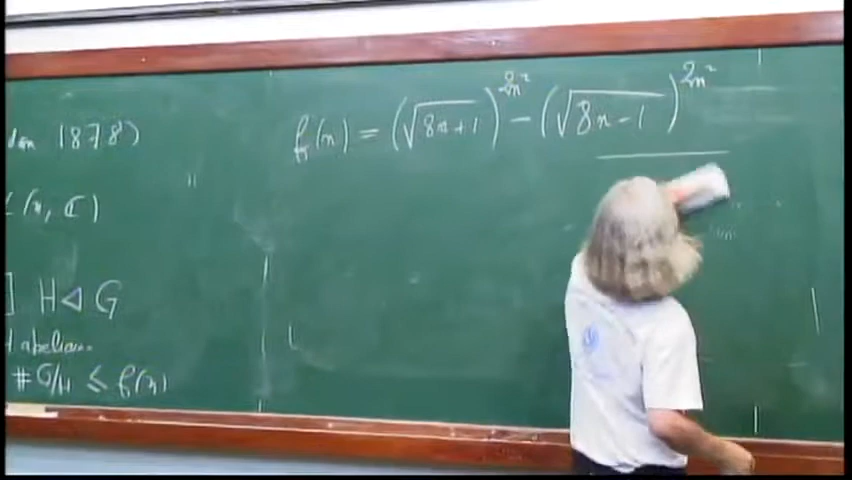 1878)
(n, ℂ)
H ◁ G
abelian
# G/H ≤ f(n)
f(n) = (√8n+1)^2n² − (√8n−1)^2n²